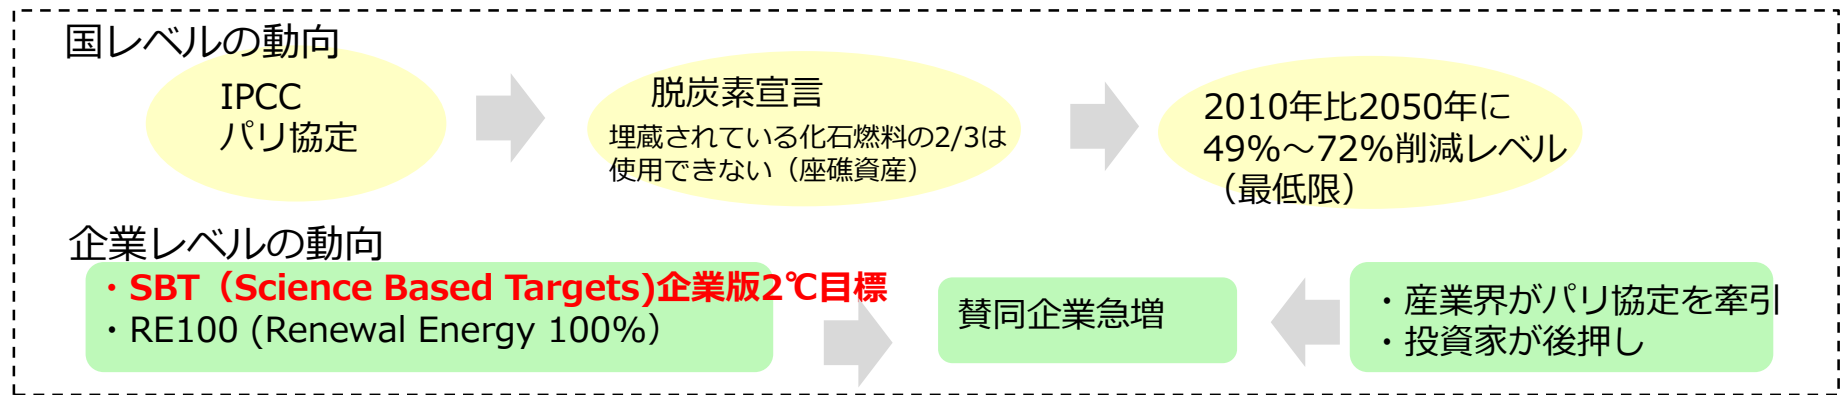 国レベルの動向
IPCC
パリ協定
脱炭素宣言
埋蔵されている化石燃料の2/3は
使用できない（座礁資産）
2010年比2050年に
49%～72%削減レベル
（最低限）
企業レベルの動向
・SBT（Science Based Targets)企業版2℃目標
・RE100 (Renewal Energy 100%）
賛同企業急増
・産業界がパリ協定を牽引
・投資家が後押し